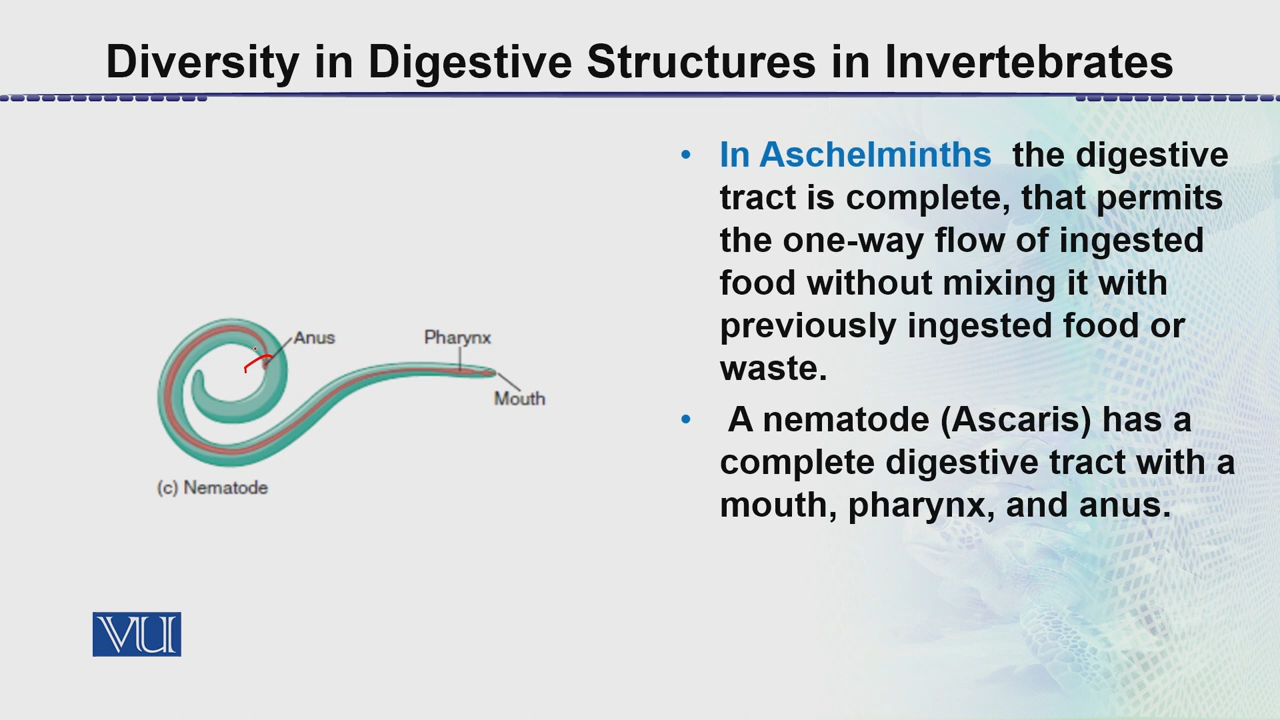 Diversity in Digestive Structures in Invertebrates
• In Aschelminths the digestive
tract is complete, that permits
the one-way flow of ingested
food without mixing it with
previously ingested food or
waste.
• A nematode (Ascaris) has a
complete digestive tract with a
mouth, pharynx, and anus.
Anus
Pharynx
Mouth
(c) Nematode
VU